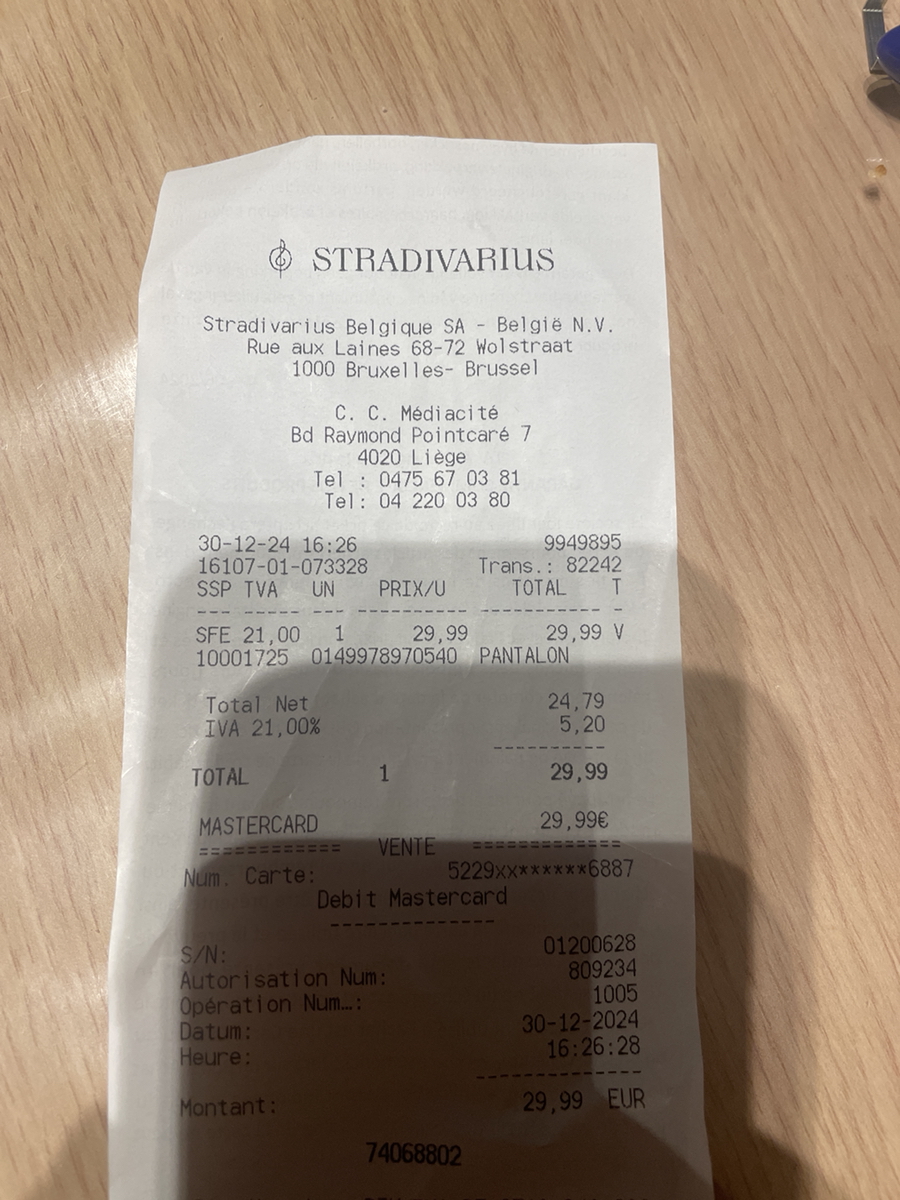 STRADIVARIUS
Stradivarius Belgique SA - België N.V.
Rue aux Laines 68-72 Wolstraat
1000 Bruxelles- Brussel
C. C. Médiacité
Bd Raymond Pointcaré 7
4020 Liège
Tel : 0475 67 03 81
Tel: 04 220 03 80
30-12-24 16:26 9949895
16107-01-073328 Trans.: 82242
SSP TVA UN PRIX/U TOTAL T
--- ----- --- ---------- ----------- -
SFE 21,00 1 29,99 29,99 V
10001725 0149978970540 PANTALON
Total Net 24,79
IVA 21,00% 5,20
----------
TOTAL 1 29,99
MASTERCARD 29,99€
============ VENTE =============
Num. Carte: 5229xx******6887
Debit Mastercard
--------------
S/N: 01200628
Autorisation Num: 809234
Opération Num…: 1005
Datum: 30-12-2024
Heure: 16:26:28
--------------
Montant: 29,99 EUR
74068802